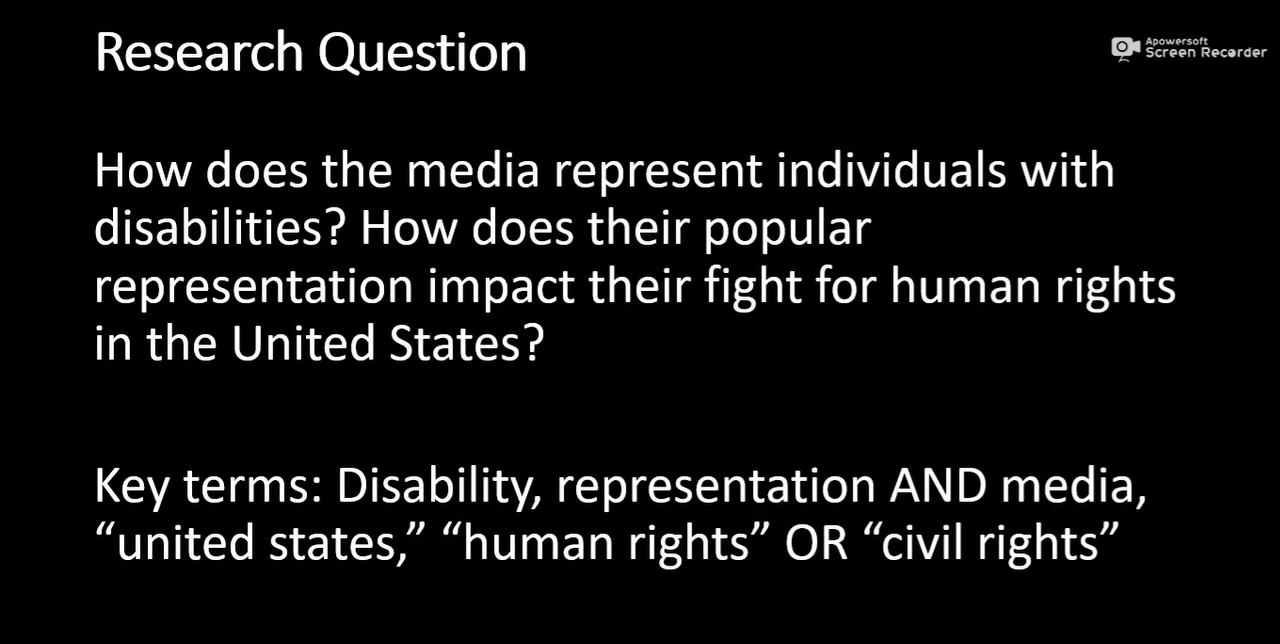 Research Question
Apowersoft
Screen Recorder
How does the media represent individuals with
disabilities? How does their popular
representation impact their fight for human rights
in the United States?
Key terms: Disability, representation AND media,
“united states,” “human rights” OR “civil rights”